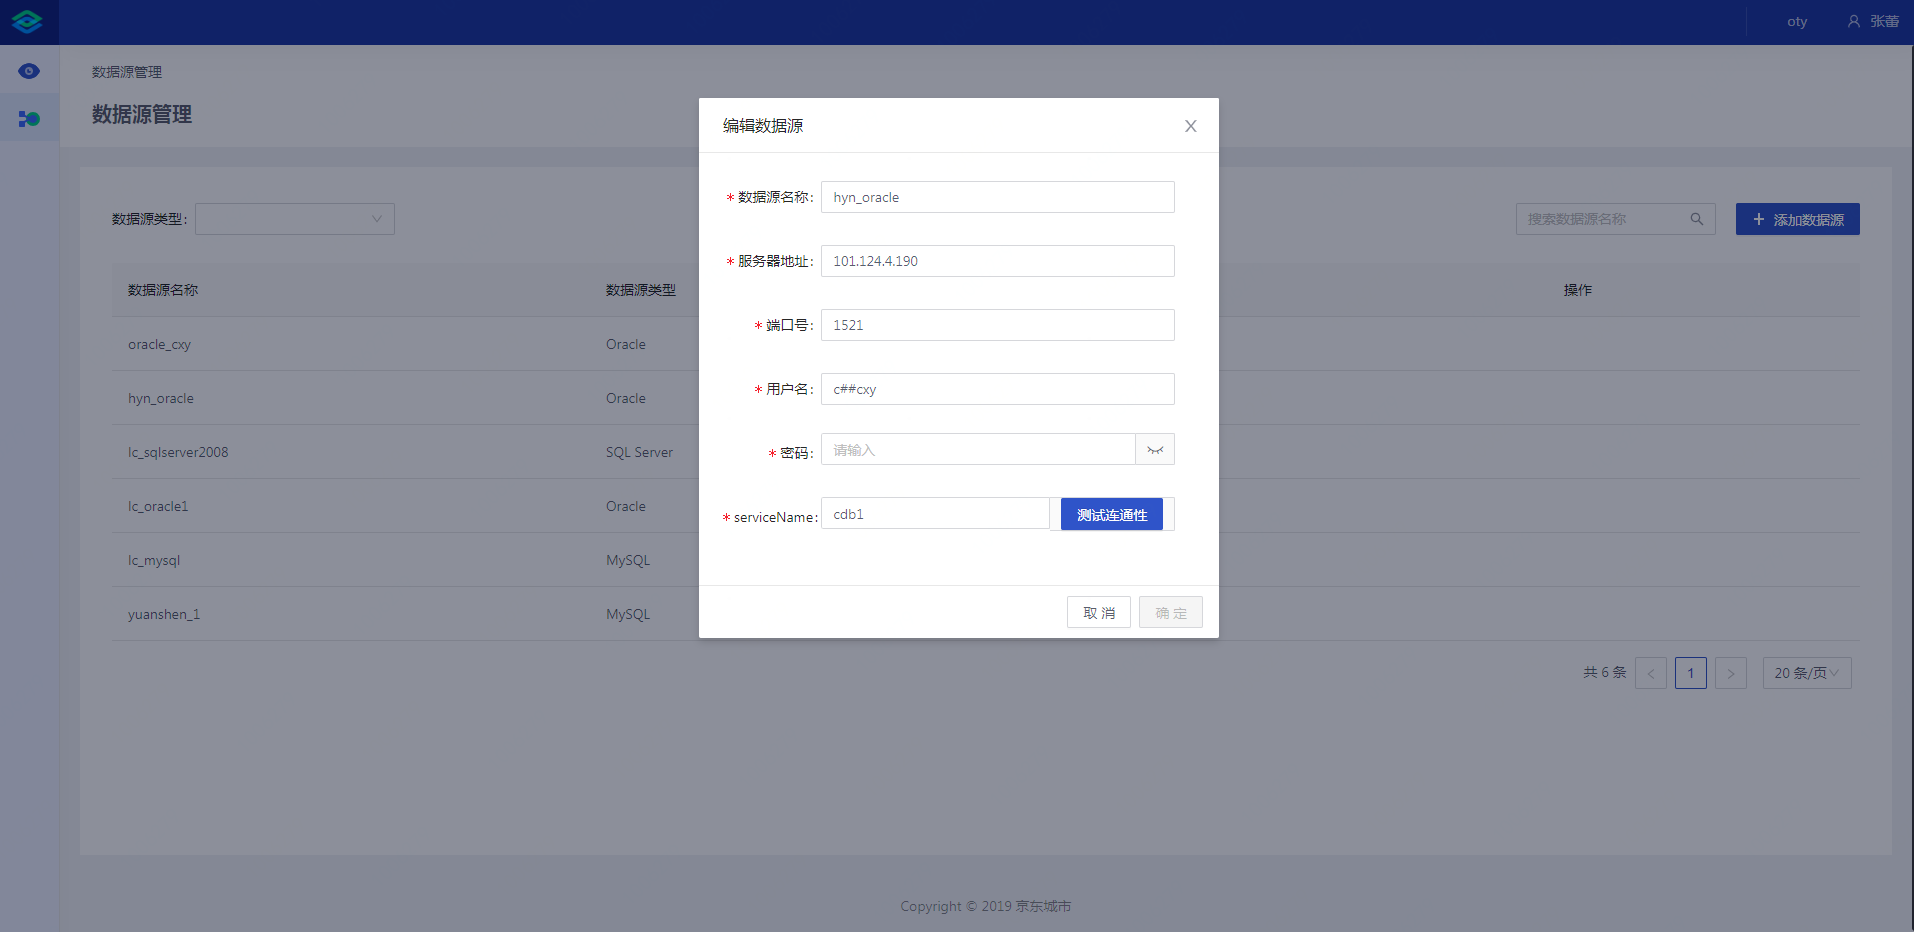 oty 张蕾
数据源管理
数据源管理
数据源类型:
搜索数据源名称 添加数据源
数据源名称 数据源类型 操作
oracle_cxy Oracle
hyn_oracle Oracle
lc_sqlserver2008 SQL Server
lc_oracle1 Oracle
lc_mysql MySQL
yuanshen_1 MySQL
共 6 条 < 1 > 20 条/页
编辑数据源 X
* 数据源名称: hyn_oracle
* 服务器地址: 101.124.4.190
* 端口号: 1521
* 用户名: c##cxy
* 密码: 请输入
* serviceName: cdb1 测试连通性
取 消 确 定
Copyright © 2019 京东城市